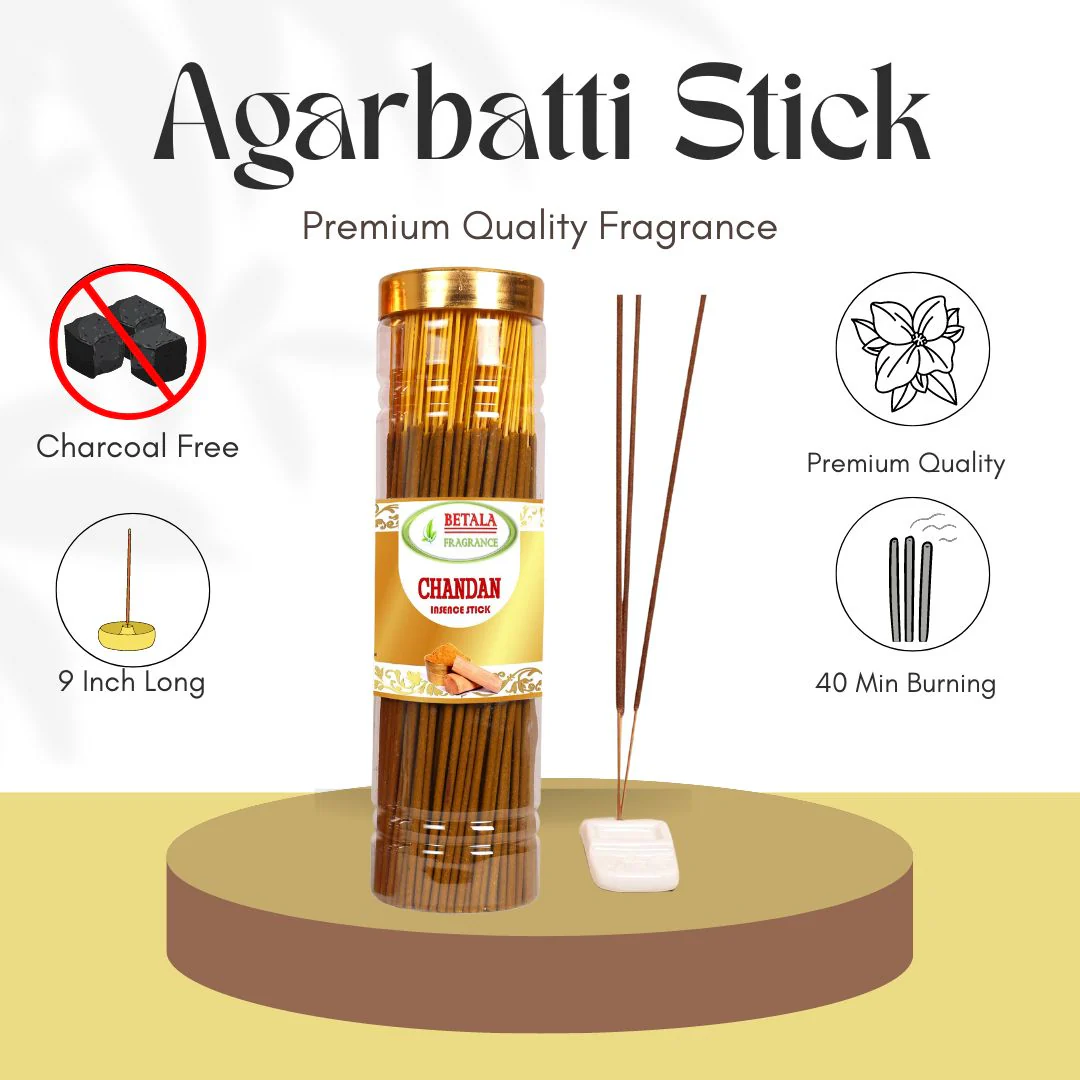 Agarbatti Stick
Premium Quality Fragrance
Charcoal Free
Premium Quality
9 Inch Long
40 Min Burning
BETALA
FRAGRANCE
CHANDAN
INSENCE STICK